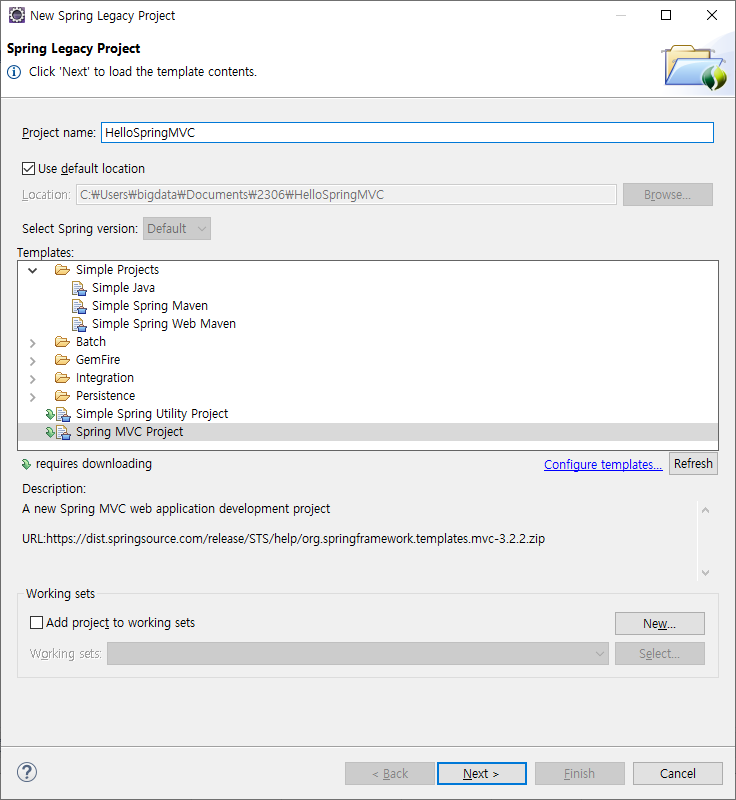 New Spring Legacy Project
Spring Legacy Project
Click 'Next' to load the template contents.
Project name: HelloSpringMVC
Use default location
Location: C:₩Users₩bigdata₩Documents₩2306₩HelloSpringMVC Browse...
Select Spring version: Default
Templates:
Simple Projects
Simple Java
Simple Spring Maven
Simple Spring Web Maven
Batch
GemFire
Integration
Persistence
Simple Spring Utility Project
Spring MVC Project
requires downloading Configure templates... Refresh
Description:
A new Spring MVC web application development project
URL:https://dist.springsource.com/release/STS/help/org.springframework.templates.mvc-3.2.2.zip
Working sets
Add project to working sets New...
Working sets: Select...
? < Back Next > Finish Cancel